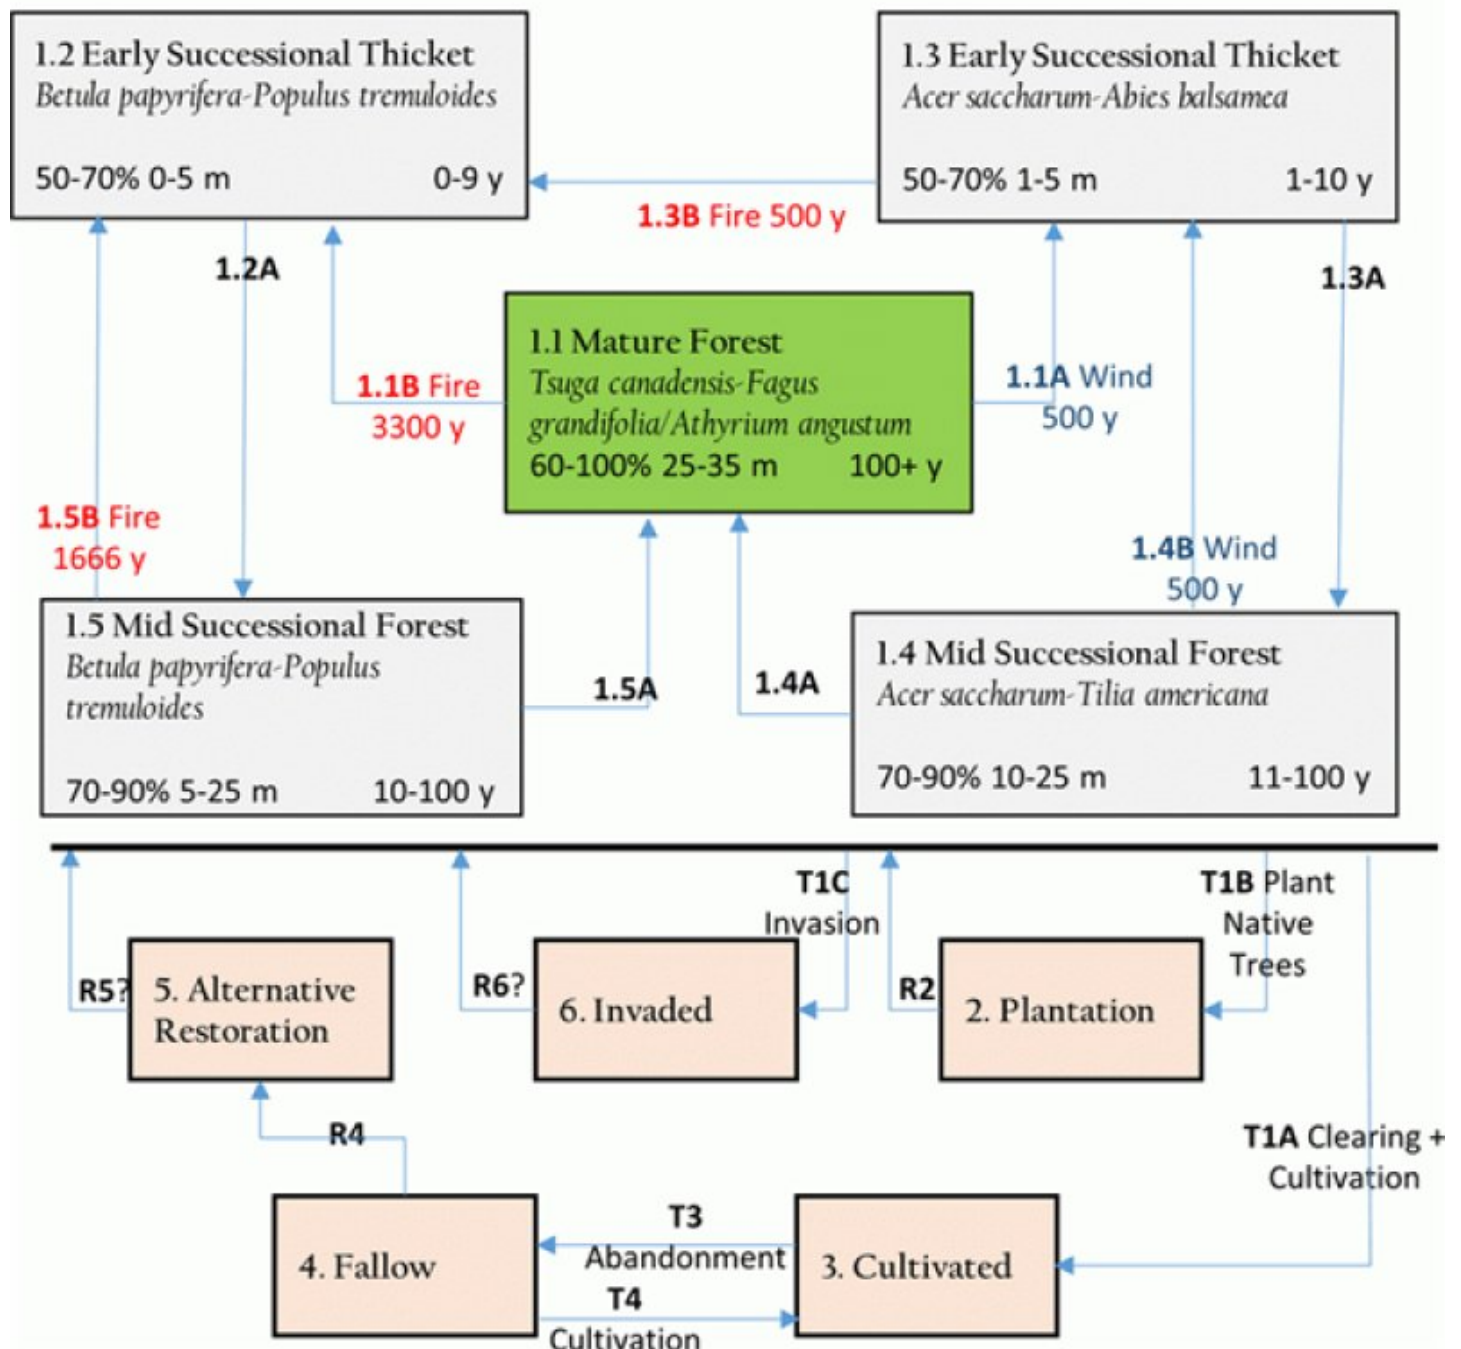 1.2 Early Successional Thicket
Betula papyrifera-Populus tremuloides
50-70% 0-5 m 0-9 y
1.3 Early Successional Thicket
Acer saccharum-Abies balsamea
50-70% 1-5 m 1-10 y
1.3B Fire 500 y
1.2A
1.3A
1.1 Mature Forest
Tsuga canadensis-Fagus
grandifolia/Athyrium angustum
60-100% 25-35 m 100+ y
1.1B Fire
3300 y
1.1A Wind
500 y
1.5B Fire
1666 y
1.4B Wind
500 y
1.5 Mid Successional Forest
Betula papyrifera-Populus
tremuloides
70-90% 5-25 m 10-100 y
1.5A
1.4A
1.4 Mid Successional Forest
Acer saccharum-Tilia americana
70-90% 10-25 m 11-100 y
T1C
Invasion
T1B Plant
Native
Trees
R5?
5. Alternative
Restoration
R6?
6. Invaded
R2
2. Plantation
R4
T1A Clearing +
Cultivation
4. Fallow
T3
Abandonment
T4
Cultivation
3. Cultivated